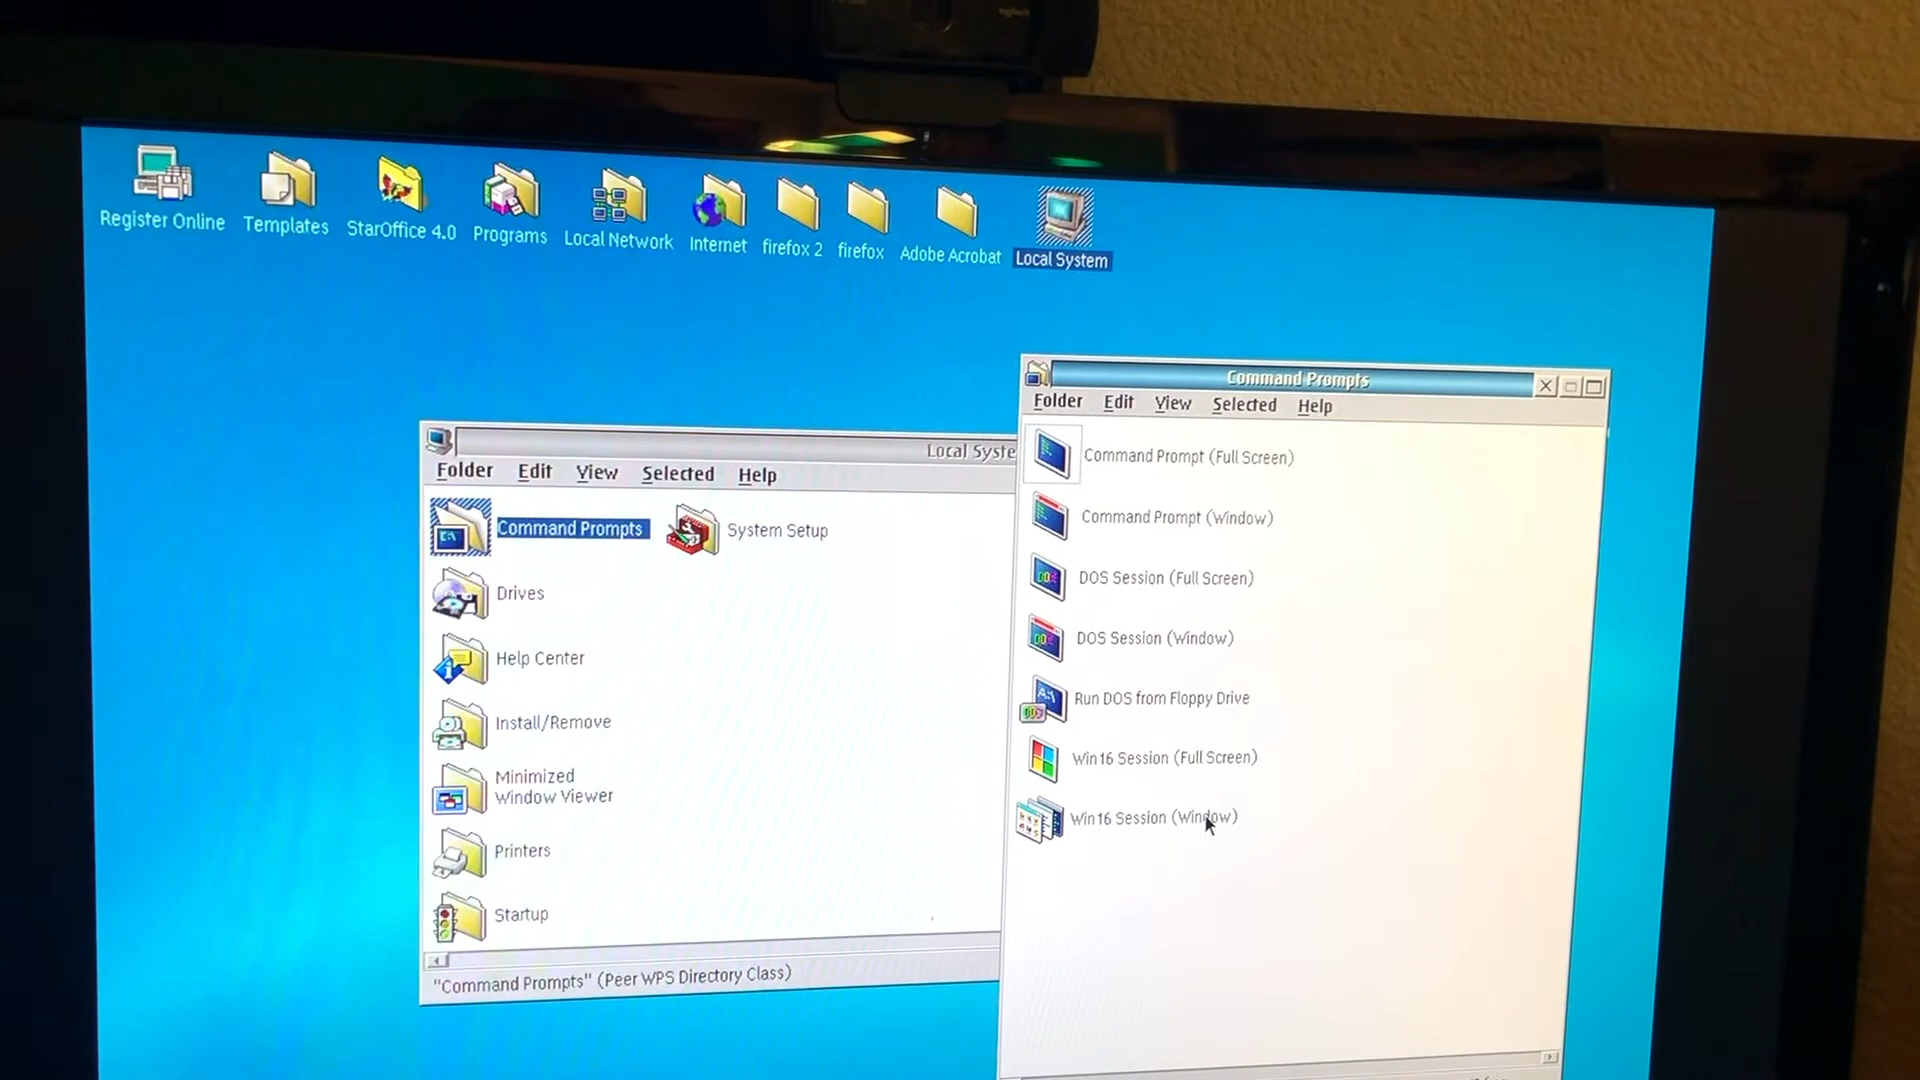 Register Online
Templates
StarOffice 4.0
Programs
Local Network
Internet
firefox 2
firefox
Adobe Acrobat
Local System
Command Prompts
Folder Edit View Selected Help
Command Prompt (Full Screen)
Command Prompt (Window)
DOS Session (Full Screen)
DOS Session (Window)
Run DOS from Floppy Drive
Win16 Session (Full Screen)
Win16 Session (Window)
Local Syste
Folder Edit View Selected Help
Command Prompts
System Setup
Drives
Help Center
Install/Remove
Minimized
Window Viewer
Printers
Startup
"Command Prompts" (Peer WPS Directory Class)